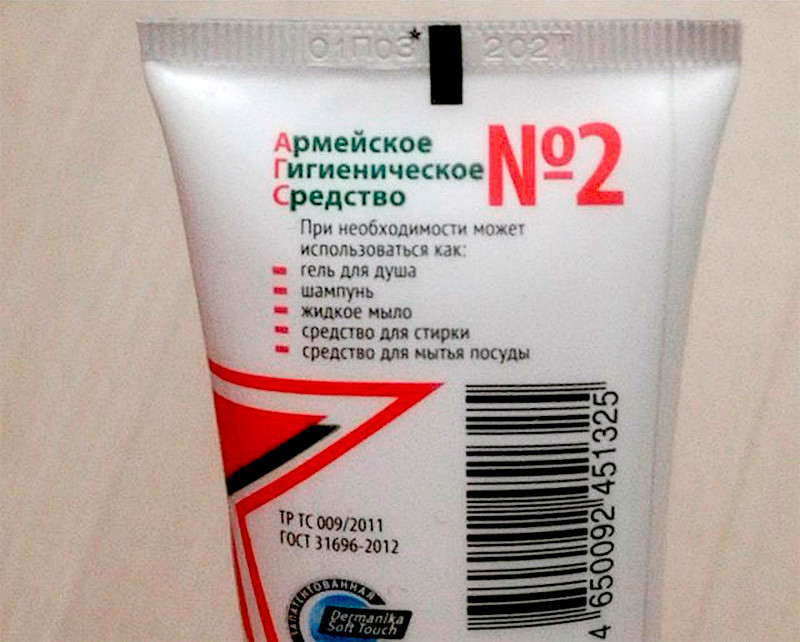 01П03* 2027
Армейское
Гигиеническое
Средство
№2
При необходимости может
использоваться как:
гель для душа
шампунь
жидкое мыло
средство для стирки
средство для мытья посуды
ТР ТС 009/2011
ГОСТ 31696-2012
ЗАПАТЕНТОВАННАЯ
Dermanika
Soft Touch
4 650092 451325